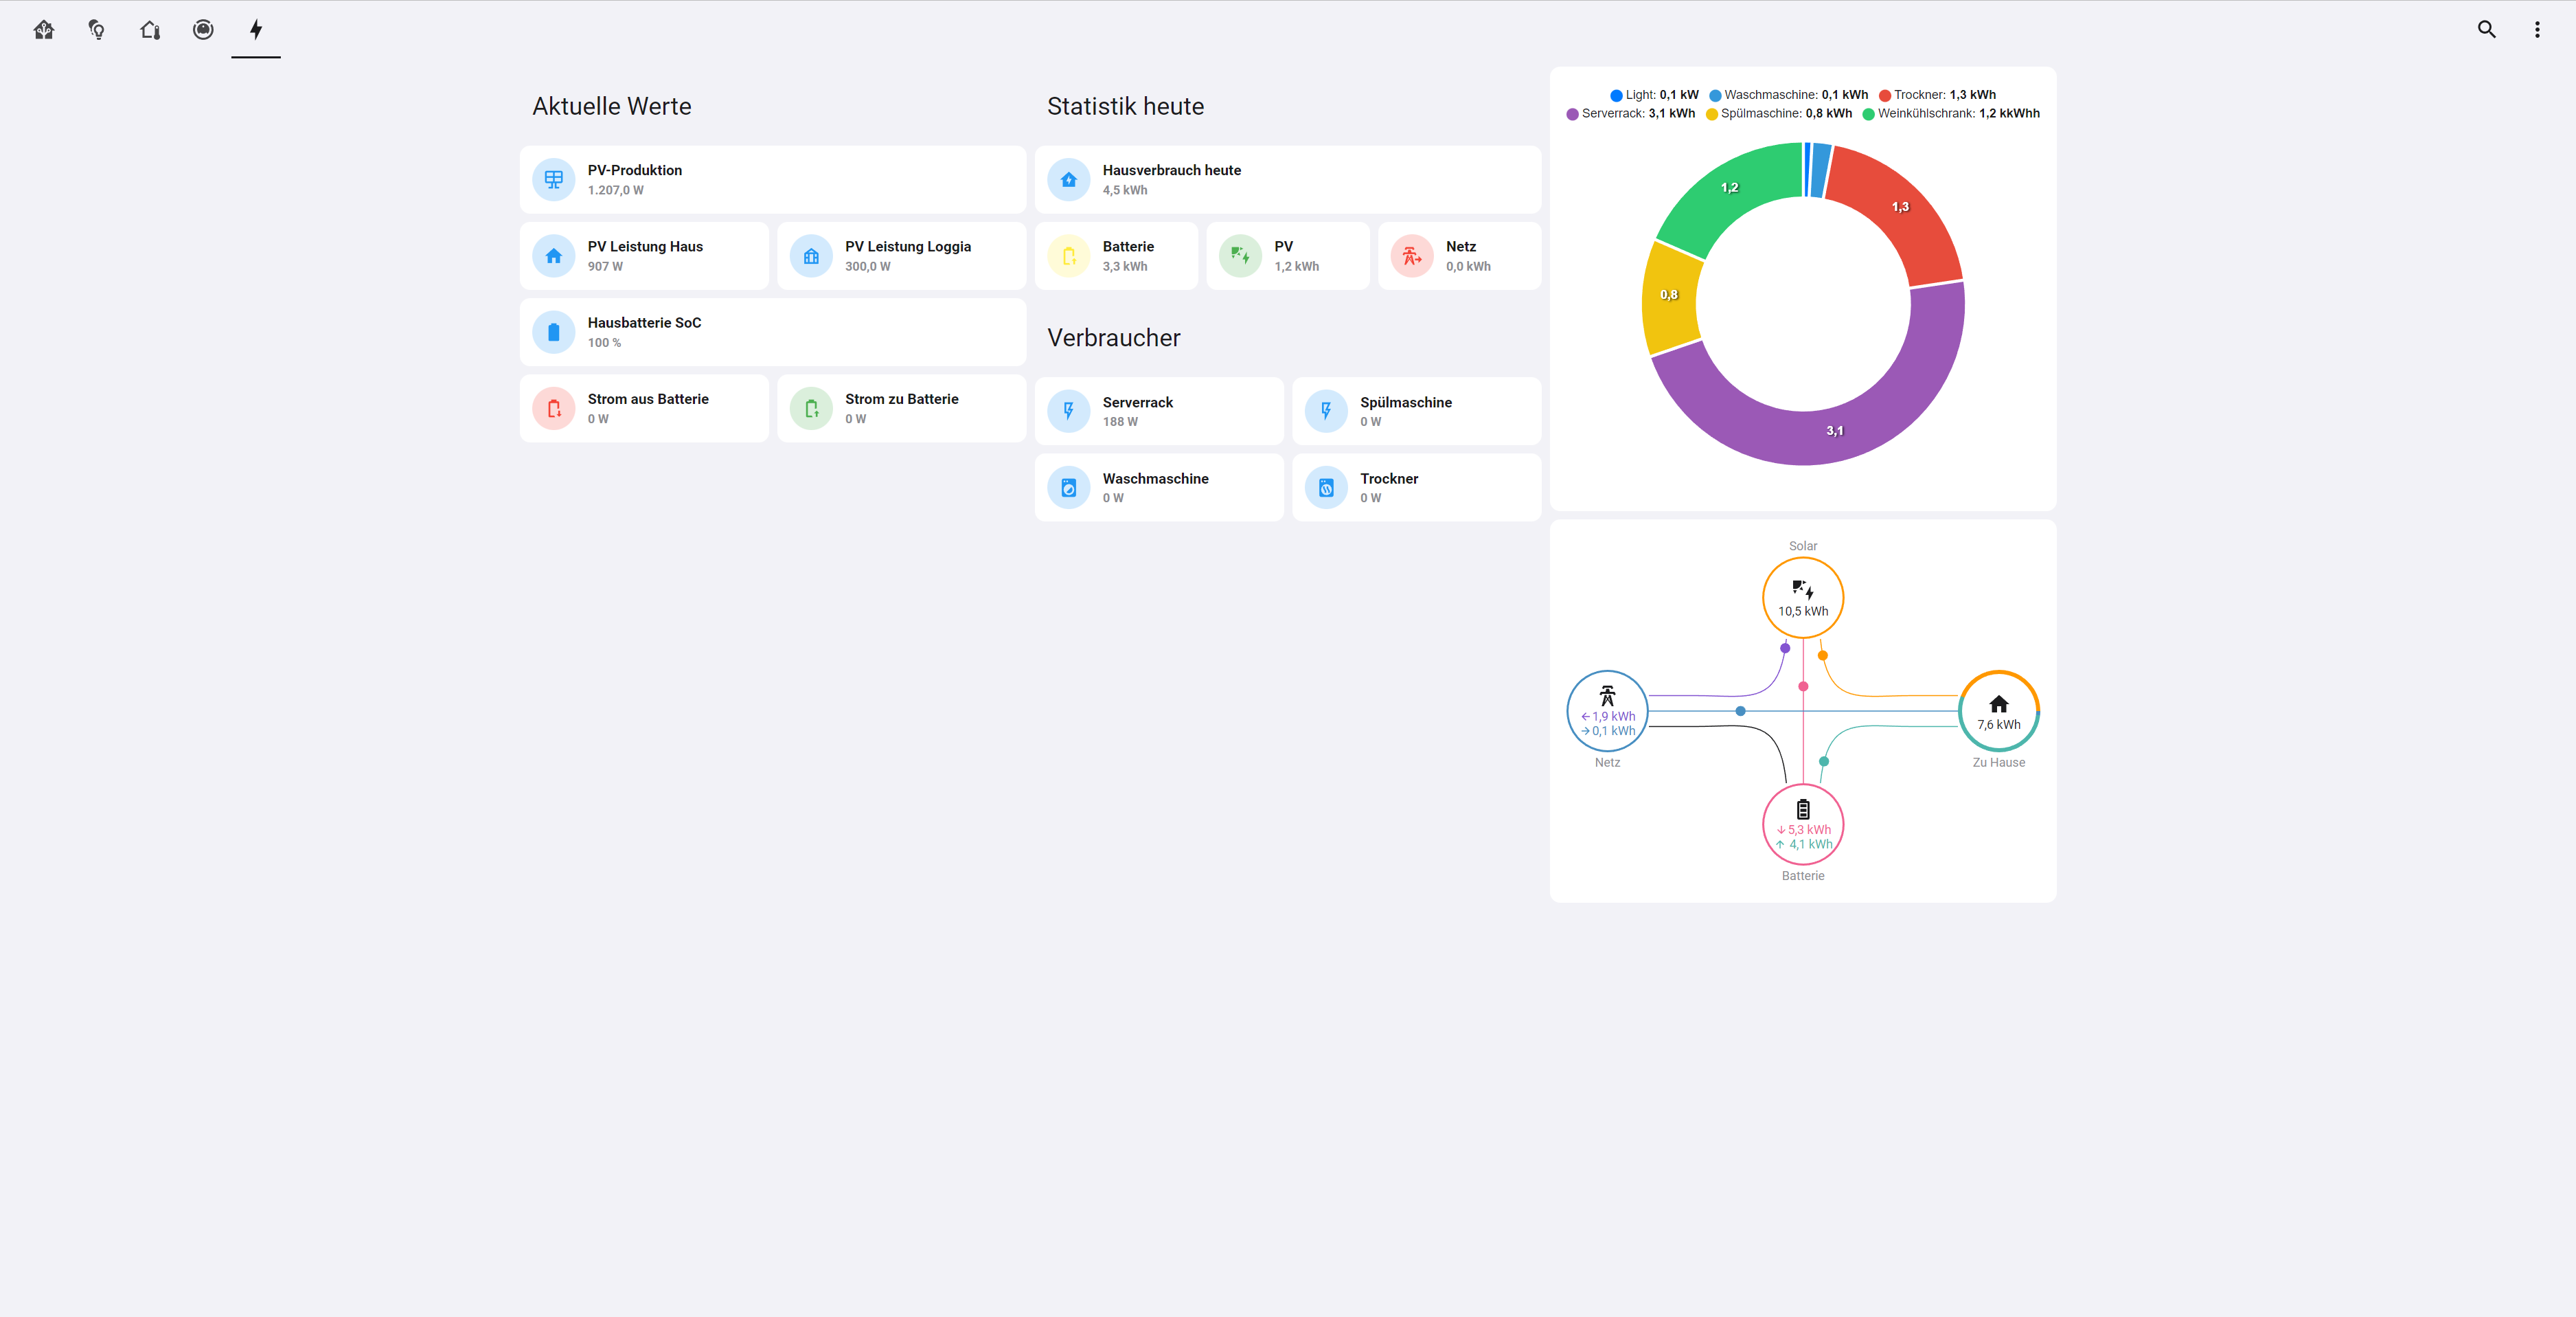 Aktuelle Werte
PV-Produktion
1.207,0 W
PV Leistung Haus
907 W
PV Leistung Loggia
300,0 W
Hausbatterie SoC
100 %
Strom aus Batterie
0 W
Strom zu Batterie
0 W
Statistik heute
Hausverbrauch heute
4,5 kWh
Batterie
3,3 kWh
PV
1,2 kWh
Netz
0,0 kWh
Verbraucher
Serverrack
188 W
Spülmaschine
0 W
Waschmaschine
0 W
Trockner
0 W
Light: 0,1 kW Waschmaschine: 0,1 kWh Trockner: 1,3 kWh
Serverrack: 3,1 kWh Spülmaschine: 0,8 kWh Weinkühlschrank: 1,2 kkWhh
1,2
1,3
0,8
3,1
Solar
10,5 kWh
←1,9 kWh
→0,1 kWh
Netz
7,6 kWh
Zu Hause
↓5,3 kWh
↑ 4,1 kWh
Batterie